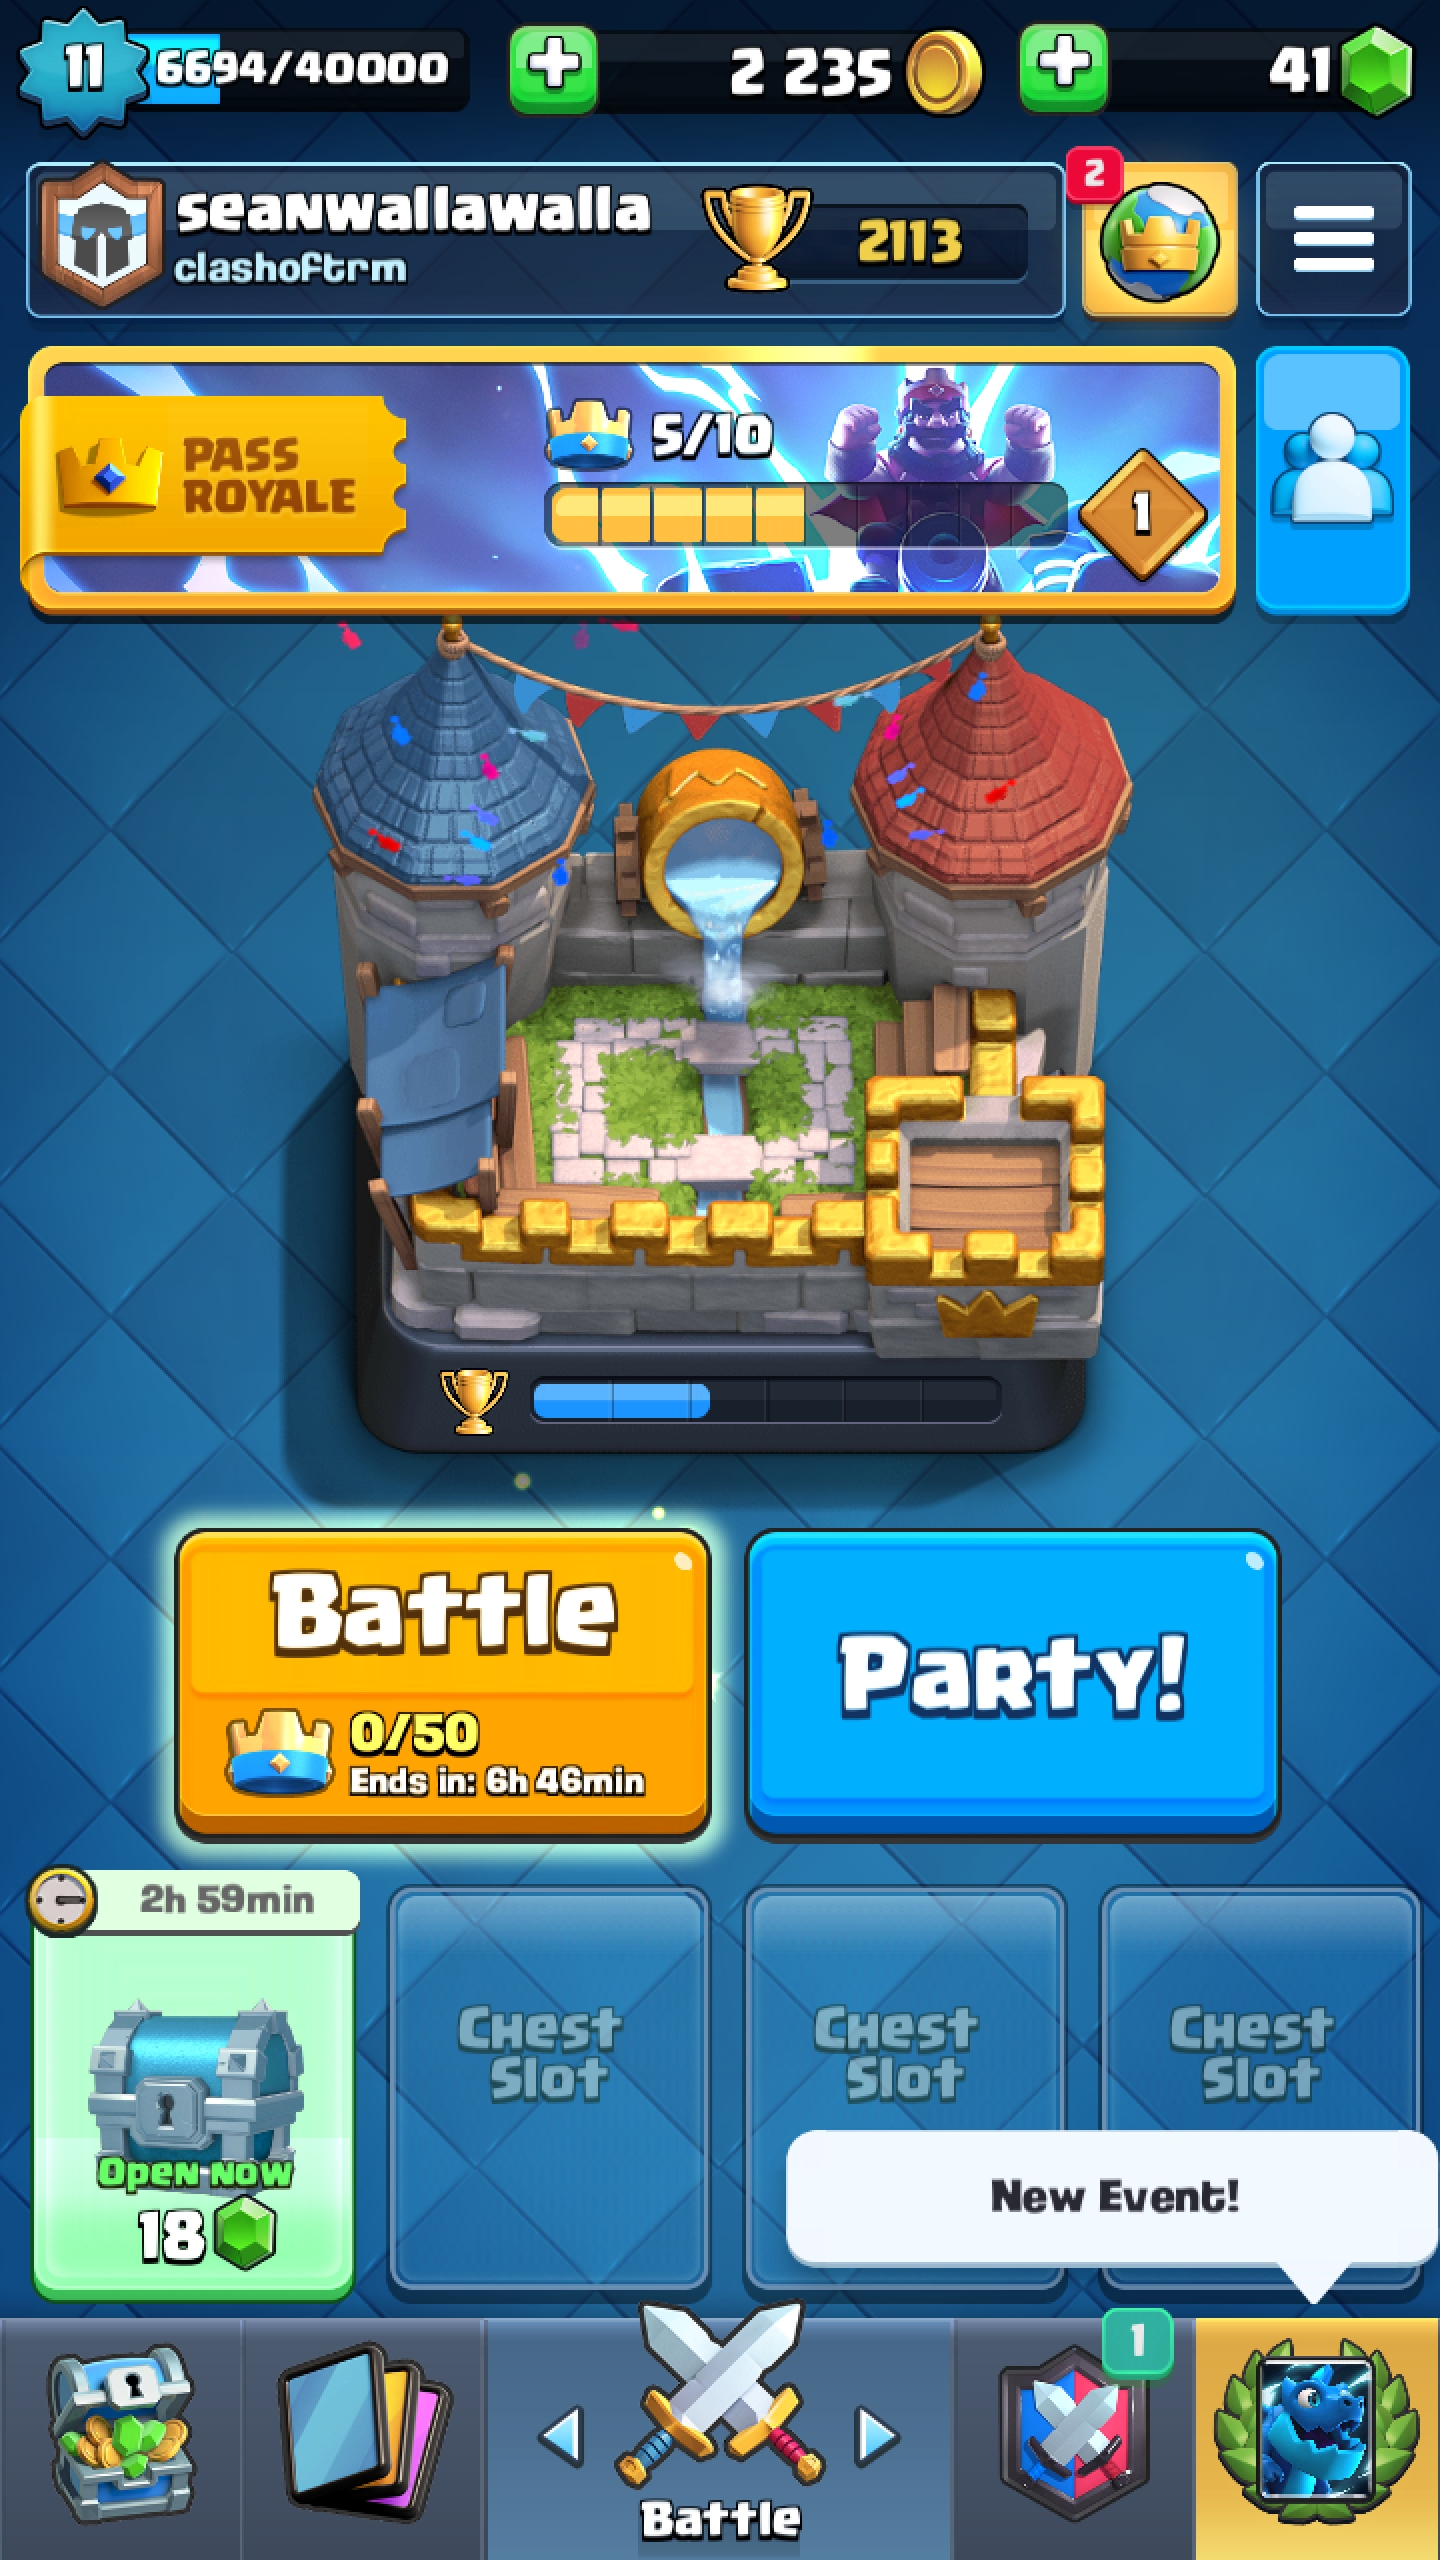 11
6694/40000
2 235
41
seanwallawalla
clashoftrm
2113
2
PASS
ROYALE
5/10
1
Battle
0/50
Ends in: 6h 46min
Party!
2h 59min
Open now
18
Chest
Slot
Chest
Slot
Chest
Slot
New Event!
1
Battle